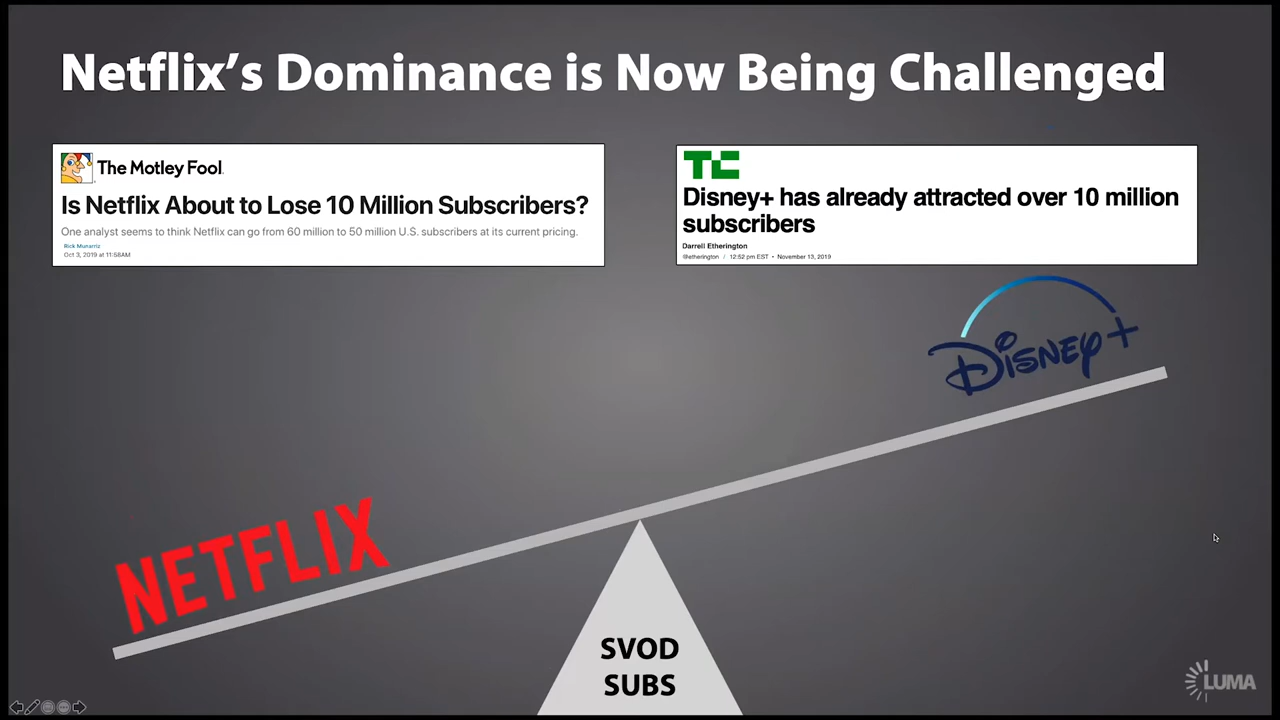 Netflix's Dominance is Now Being Challenged
The Motley Fool
Is Netflix About to Lose 10 Million Subscribers?
One analyst seems to think Netflix can go from 60 million to 50 million U.S. subscribers at its current pricing.
Rick Munarriz
Oct 3, 2019 at 11:58AM
TC
Disney+ has already attracted over 10 million
subscribers
Darrell Etherington
@etherington / 12:52 pm EST • November 13, 2019
Disney+
NETFLIX
SVOD
SUBS
LUMA